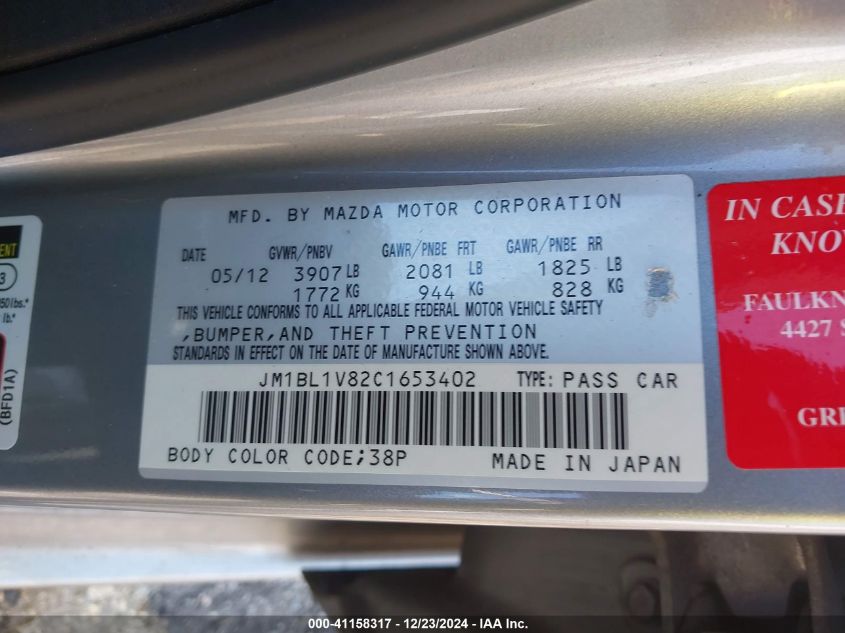 MFD. BY MAZDA MOTOR CORPORATION
DATE GVWR/PNBV GAWR/PNBE FRT GAWR/PNBE RR
05/12 3907 LB 2081 LB 1825 LB
1772 KG 944 KG 828 KG
THIS VEHICLE CONFORMS TO ALL APPLICABLE FEDERAL MOTOR VEHICLE SAFETY
,BUMPER,AND THEFT PREVENTION
STANDARDS IN EFFECT ON THE DATE OF MANUFACTURE SHOWN ABOVE.
JM1BL1V82C1653402 TYPE: PASS CAR
BODY COLOR CODE;38P MADE IN JAPAN
lb.*
(BFD1A)
IN CASE
KNOW
FAULKN
4427 S
GRE
00-41158317 - 12/23/2024 - IAA Inc.